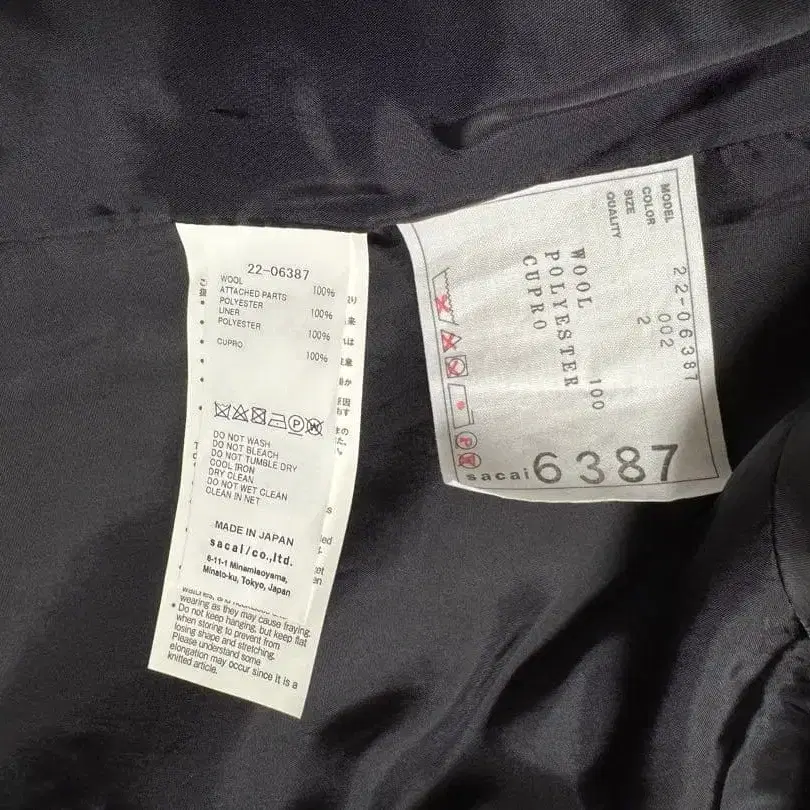 22-06387
WOOL 100%
ATTACHED PARTS
POLYESTER 100%
LINER
POLYESTER 100%
CUPRO 100%
DO NOT WASH
DO NOT BLEACH
DO NOT TUMBLE DRY
COOL IRON
DRY CLEAN
DO NOT WET CLEAN
CLEAN IN NET
MADE IN JAPAN
sacai/co.,ltd.
6-11-1 Minamiaoyama,
Minato-ku, Tokyo, Japan
wearing as they may cause fraying.
* Do not keep hanging, but keep flat
when storing to prevent from
losing shape and stretching.
Please understand some
elongation may occur since it is a
knitted article.
MODEL 22-06387
COLOR 002
SIZE 2
QUALITY
WOOL 100
POLYESTER
CUPRO
sacai 6387